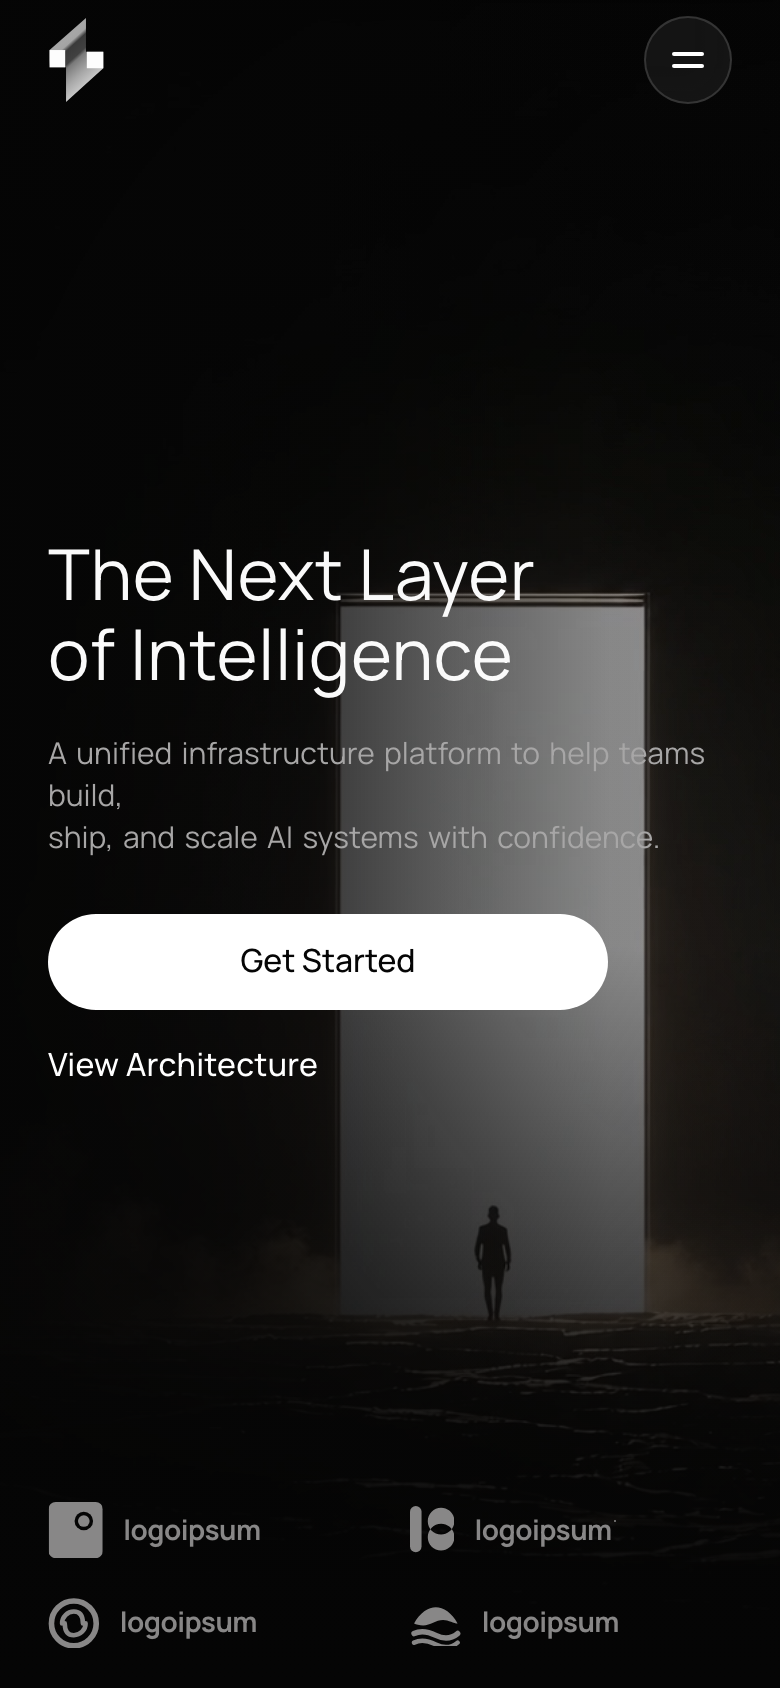 The Next Layer
of Intelligence
A unified infrastructure platform to help teams
build,
ship, and scale AI systems with confidence.
Get Started
View Architecture
logoipsum
logoipsum
logoipsum
logoipsum